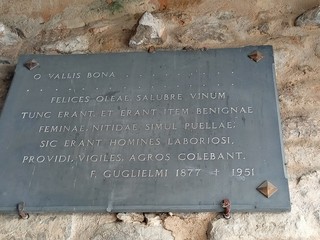 O VALLIS BONA . . . . . . . . . . . .
. . . . . . . . . . . . . . . . . . . .
FELICES OLEAE, SALUBRE VINUM
TUNC ERANT, ET ERANT ITEM BENIGNAE
FEMINAE, NITIDAE SIMUL PUELLAE,
SIC ERANT HOMINES LABORIOSI,
PROVIDI, VIGILES, AGROS COLEBANT.
F. GUGLIELMI 1877 + 1951